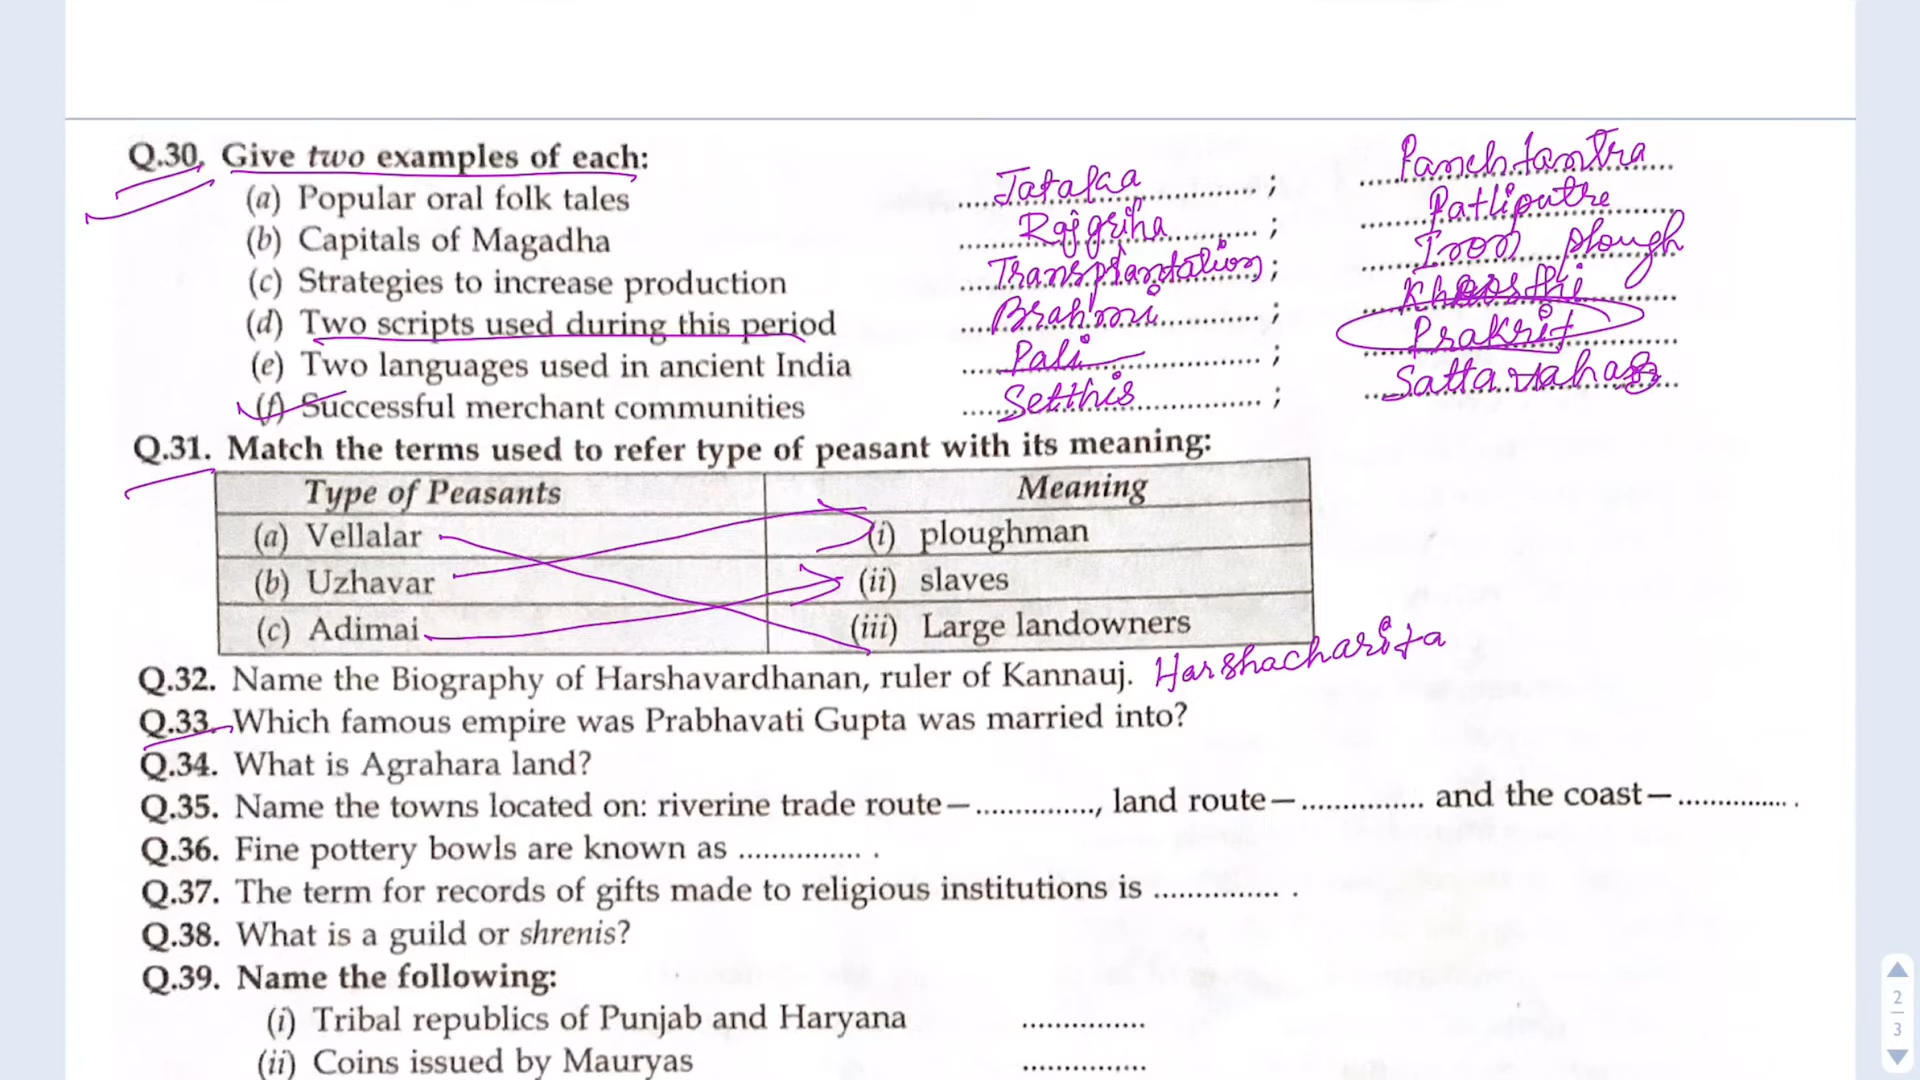 Q.30. Give two examples of each:
(a) Popular oral folk tales Jataka ; Panchtantra
(b) Capitals of Magadha Rajgriha ; Patliputre
(c) Strategies to increase production Transplantation ; Iron plough
(d) Two scripts used during this period Brahmi ; Kharosthi
(e) Two languages used in ancient India Pali ; Prakrit
(f) Successful merchant communities Setthis ;
Q.31. Match the terms used to refer type of peasant with its meaning:
Type of Peasants Meaning
(a) Vellalar (i) ploughman
(b) Uzhavar (ii) slaves
(c) Adimai (iii) Large landowners
Q.32. Name the Biography of Harshavardhanan, ruler of Kannauj. Harshacharita
Q.33. Which famous empire was Prabhavati Gupta was married into?
Q.34. What is Agrahara land?
Q.35. Name the towns located on: riverine trade route—.............., land route—.............. and the coast—.............. .
Q.36. Fine pottery bowls are known as .............. .
Q.37. The term for records of gifts made to religious institutions is .............. .
Q.38. What is a guild or shrenis?
Q.39. Name the following:
(i) Tribal republics of Punjab and Haryana ..............
(ii) Coins issued by Mauryas ..............
2
3